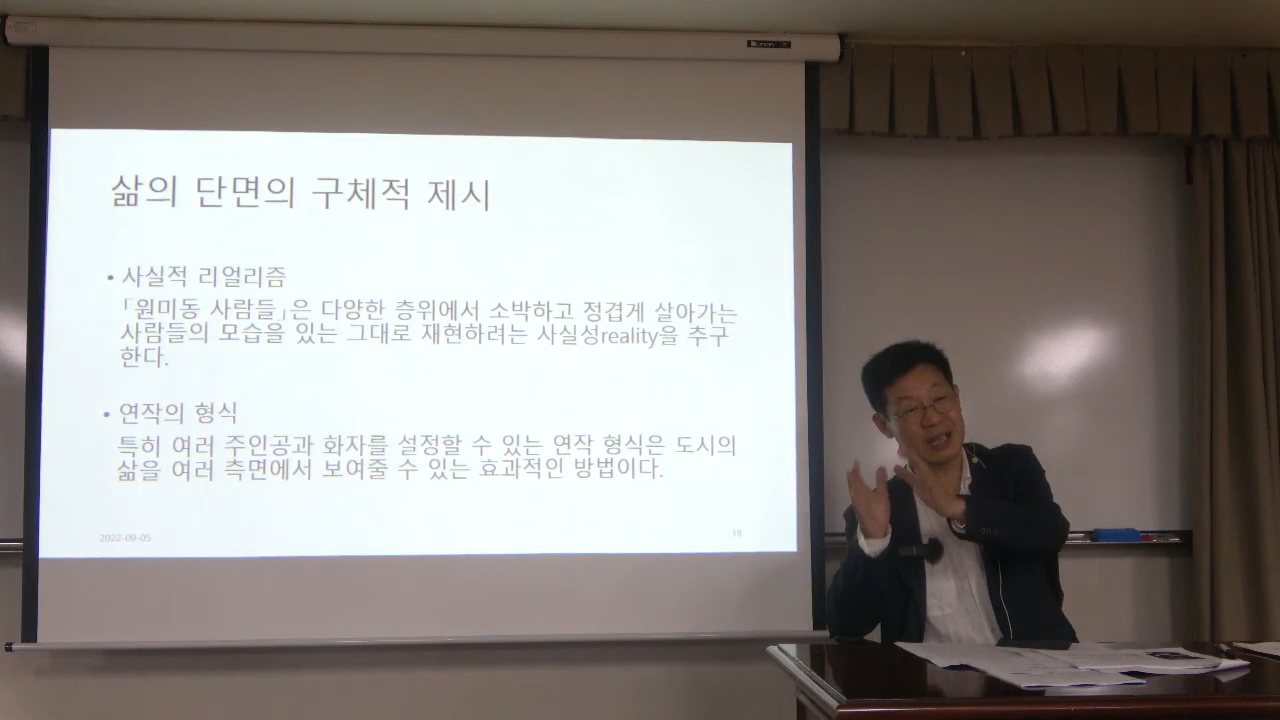 삶의 단면의 구체적 제시
• 사실적 리얼리즘
「원미동 사람들」은 다양한 층위에서 소박하고 정겹게 살아가는
사람들의 모습을 있는 그대로 재현하려는 사실성reality을 추구
한다.
• 연작의 형식
특히 여러 주인공과 화자를 설정할 수 있는 연작 형식은 도시의
삶을 여러 측면에서 보여줄 수 있는 효과적인 방법이다.
2022-09-05
18